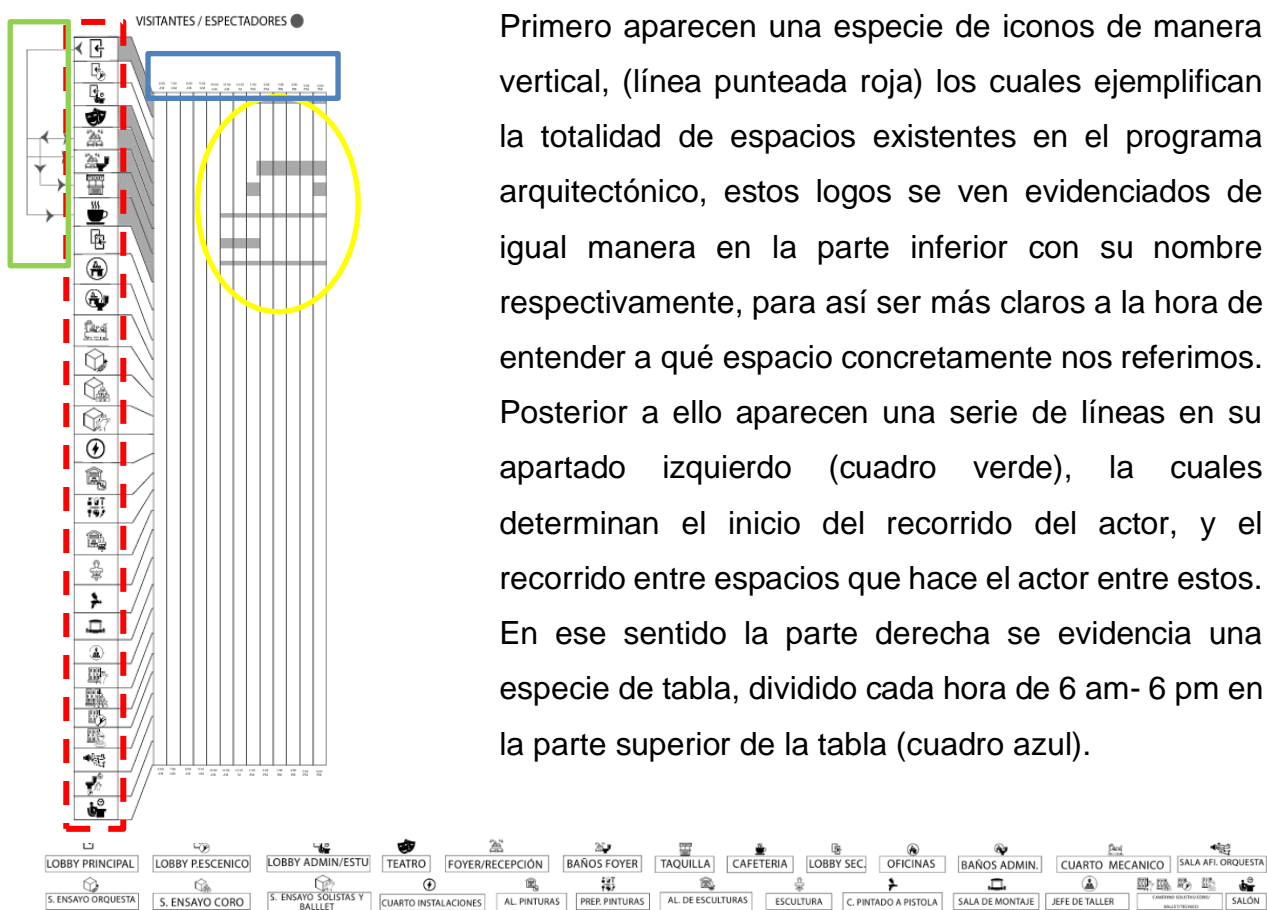 VISITANTES / ESPECTADORES
Primero aparecen una especie de iconos de manera
vertical, (línea punteada roja) los cuales ejemplifican
la totalidad de espacios existentes en el programa
arquitectónico, estos logos se ven evidenciados de
igual manera en la parte inferior con su nombre
respectivamente, para así ser más claros a la hora de
entender a qué espacio concretamente nos referimos.
Posterior a ello aparecen una serie de líneas en su
apartado izquierdo (cuadro verde), la cuales
determinan el inicio del recorrido del actor, y el
recorrido entre espacios que hace el actor entre estos.
En ese sentido la parte derecha se evidencia una
especie de tabla, dividido cada hora de 6 am- 6 pm en
la parte superior de la tabla (cuadro azul).
LOBBY PRINCIPAL LOBBY P.ESCENICO LOBBY ADMIN/ESTU TEATRO FOYER/RECEPCIÓN BAÑOS FOYER TAQUILLA CAFETERIA LOBBY SEC. OFICINAS BAÑOS ADMIN. CUARTO MECANICO SALA AFI. ORQUESTA
S. ENSAYO ORQUESTA S. ENSAYO CORO S. ENSAYO SOLISTAS Y BALLLET CUARTO INSTALACIONES AL. PINTURAS PREP. PINTURAS AL. DE ESCULTURAS ESCULTURA C. PINTADO A PISTOLA SALA DE MONTAJE JEFE DE TALLER SALÓN